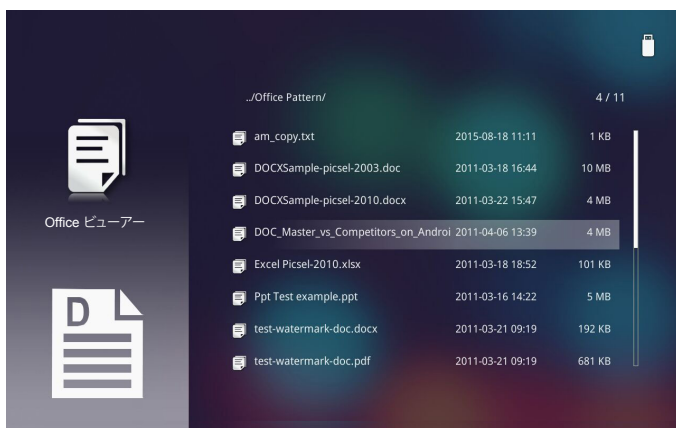 ../Office Pattern/ 4 / 11
am_copy.txt 2015-08-18 11:11 1 KB
DOCXSample-picsel-2003.doc 2011-03-18 16:44 10 MB
DOCXSample-picsel-2010.docx 2011-03-22 15:47 4 MB
Office ビューアー
DOC_Master_vs_Competitors_on_Androi 2011-04-06 13:39 4 MB
Excel Picsel-2010.xlsx 2011-03-18 18:52 101 KB
Ppt Test example.ppt 2011-03-16 14:22 5 MB
D
test-watermark-doc.docx 2011-03-21 09:19 192 KB
test-watermark-doc.pdf 2011-03-21 09:19 681 KB